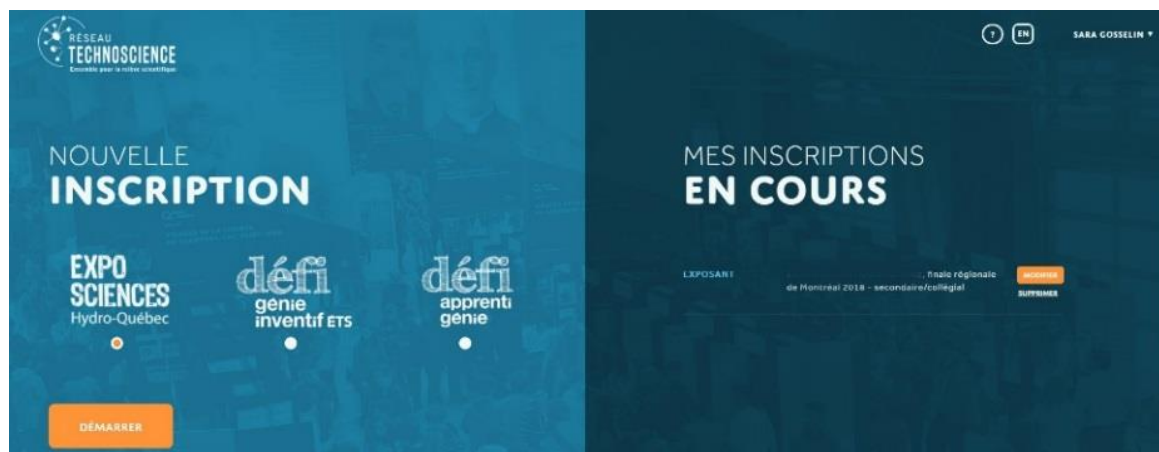 RÉSEAU
TECHNOSCIENCE
Ensemble pour la relève scientifique
? EN SARA GOSSELIN ▼
NOUVELLE
INSCRIPTION
EXPO
SCIENCES
Hydro-Québec
défi
génie
inventif ETS
défi
apprenti
génie
DÉMARRER
MES INSCRIPTIONS
EN COURS
EXPOSANT
, finale régionale
de Montréal 2018 - secondaire/collégial
MODIFIER
SUPPRIMER